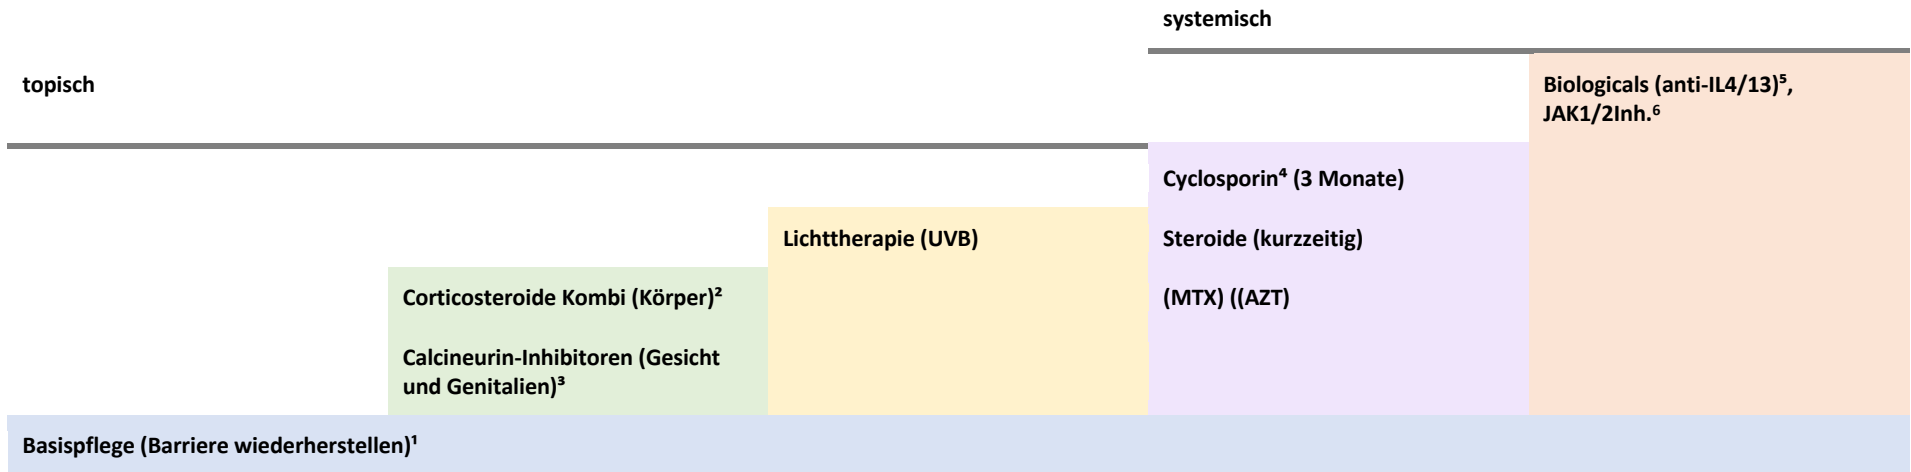 systemisch
topisch
Biologicals (anti-IL4/13)⁵,
JAK1/2Inh.⁶
Cyclosporin⁴ (3 Monate)
Lichttherapie (UVB)
Steroide (kurzzeitig)
Corticosteroide Kombi (Körper)²
(MTX) ((AZT)
Calcineurin-Inhibitoren (Gesicht
und Genitalien)³
Basispflege (Barriere wiederherstellen)¹